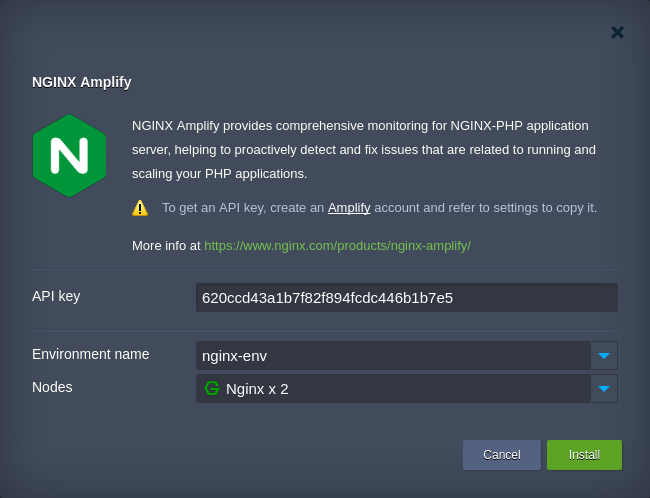 NGINX Amplify
N
NGINX Amplify provides comprehensive monitoring for NGINX-PHP application
server, helping to proactively detect and fix issues that are related to running and
scaling your PHP applications.
To get an API key, create an Amplify account and refer to settings to copy it.
More info at https://www.nginx.com/products/nginx-amplify/
API key 620ccd43a1b7f82f894fcdc446b1b7e5
Environment name nginx-env
Nodes Nginx x 2
Cancel Install